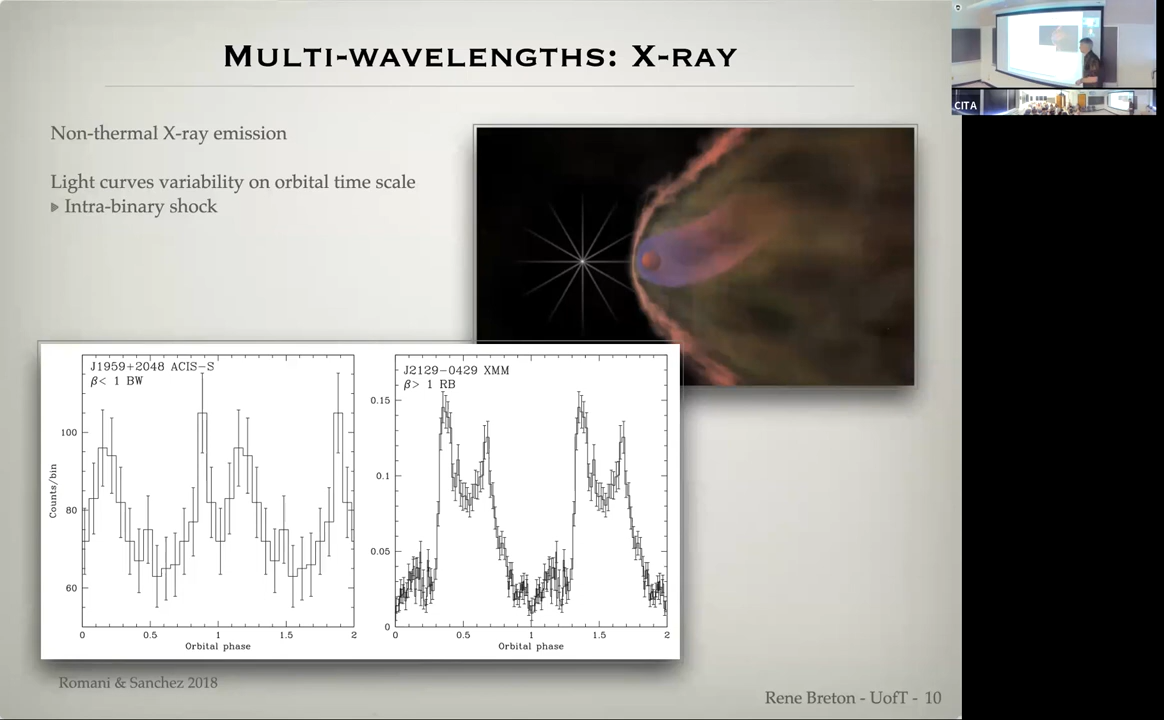 MULTI-WAVELENGTHS: X-RAY
Non-thermal X-ray emission
Light curves variability on orbital time scale
Intra-binary shock
J1959+2048 ACIS-S
β< 1 BW
100
80
60
Counts/bin
0 0.5 1 1.5 2
Orbital phase
J2129-0429 XMM
β> 1 RB
0.15
0.1
0.05
0
0 0.5 1 1.5 2
Orbital phase
Romani & Sanchez 2018
Rene Breton - UofT - 10
CITA